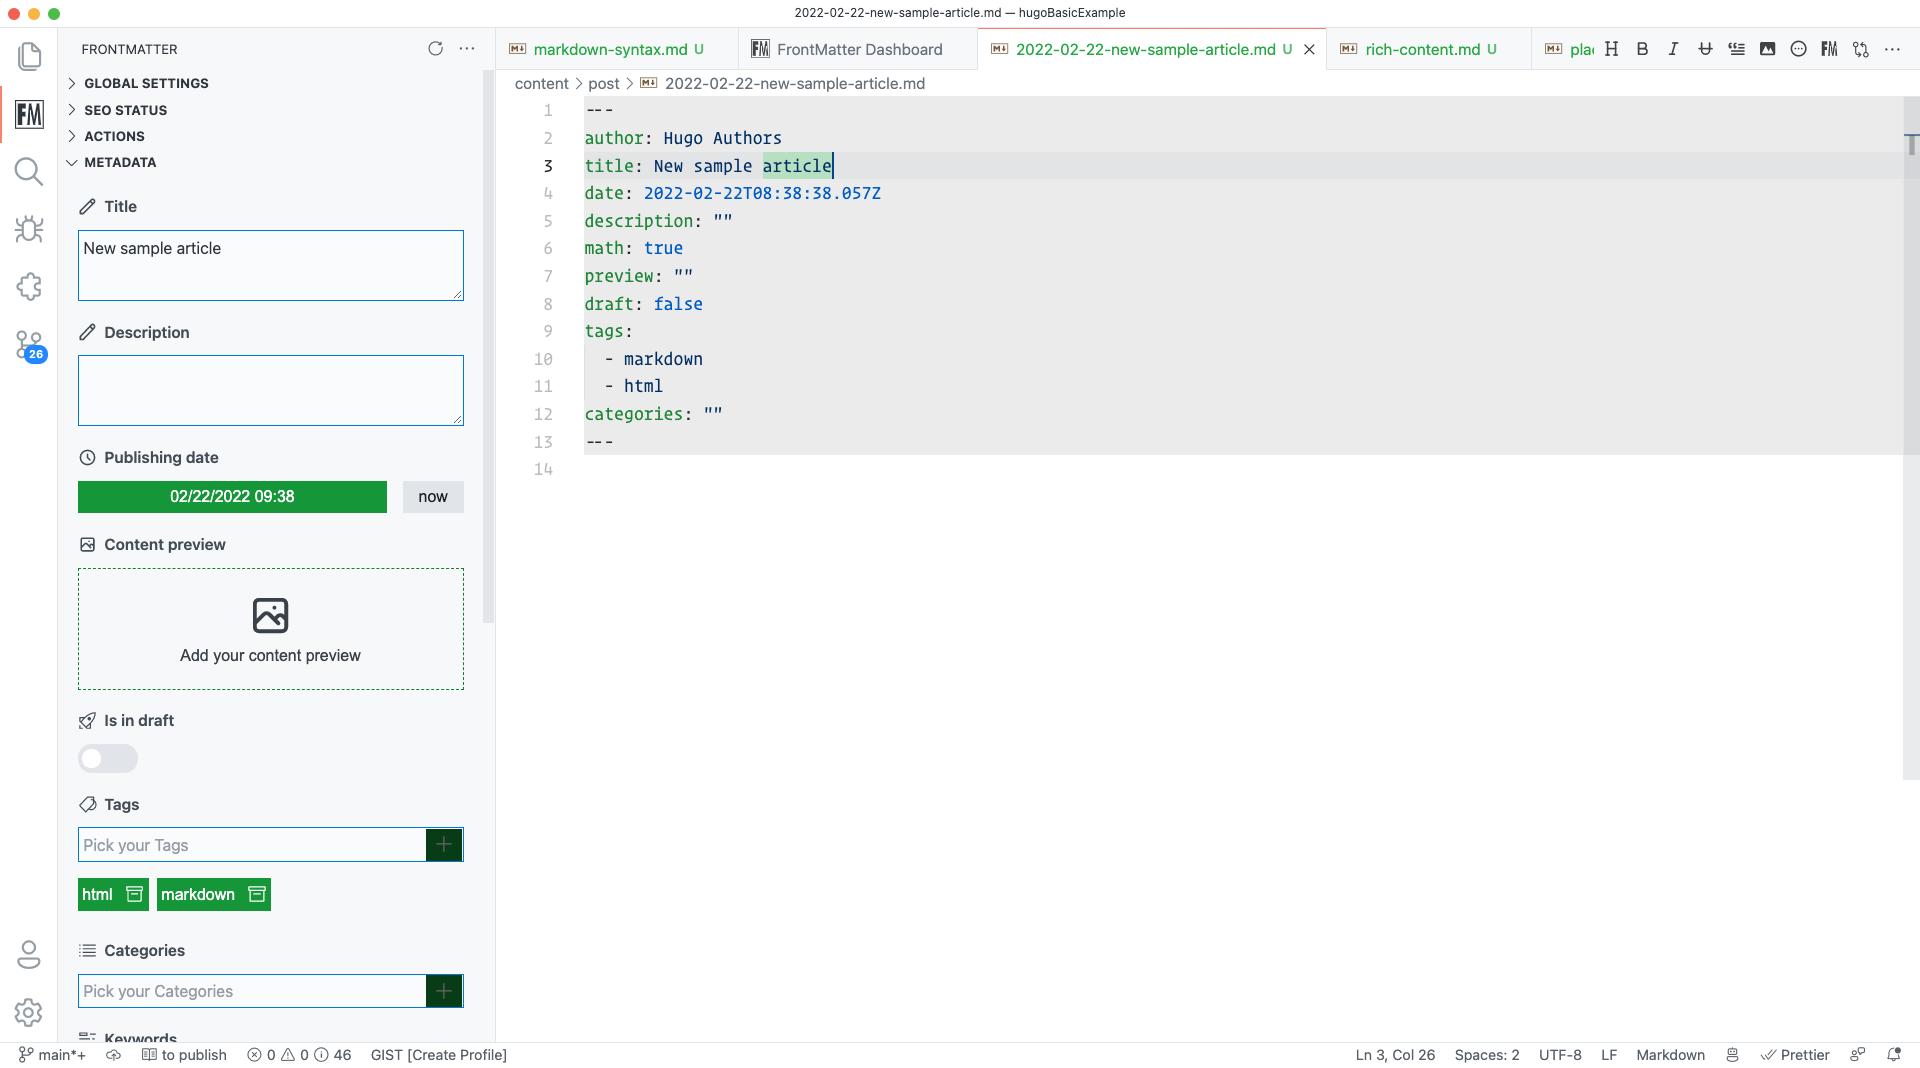 2022-02-22-new-sample-article.md — hugoBasicExample
FRONTMATTER
GLOBAL SETTINGS
SEO STATUS
ACTIONS
METADATA
Title
New sample article
Description
Publishing date
02/22/2022 09:38
now
Content preview
Add your content preview
Is in draft
Tags
Pick your Tags
html
markdown
Categories
Pick your Categories
Keywords
FM
26
markdown-syntax.md U
FM FrontMatter Dashboard
2022-02-22-new-sample-article.md U
rich-content.md U
pla
H B I U FM
content > post > 2022-02-22-new-sample-article.md
1 ---
2 author: Hugo Authors
3 title: New sample article
4 date: 2022-02-22T08:38:38.057Z
5 description: ""
6 math: true
7 preview: ""
8 draft: false
9 tags:
10 - markdown
11 - html
12 categories: ""
13 ---
14
main*+
to publish
0 0 46
GIST [Create Profile]
Ln 3, Col 26
Spaces: 2
UTF-8
LF
Markdown
Prettier